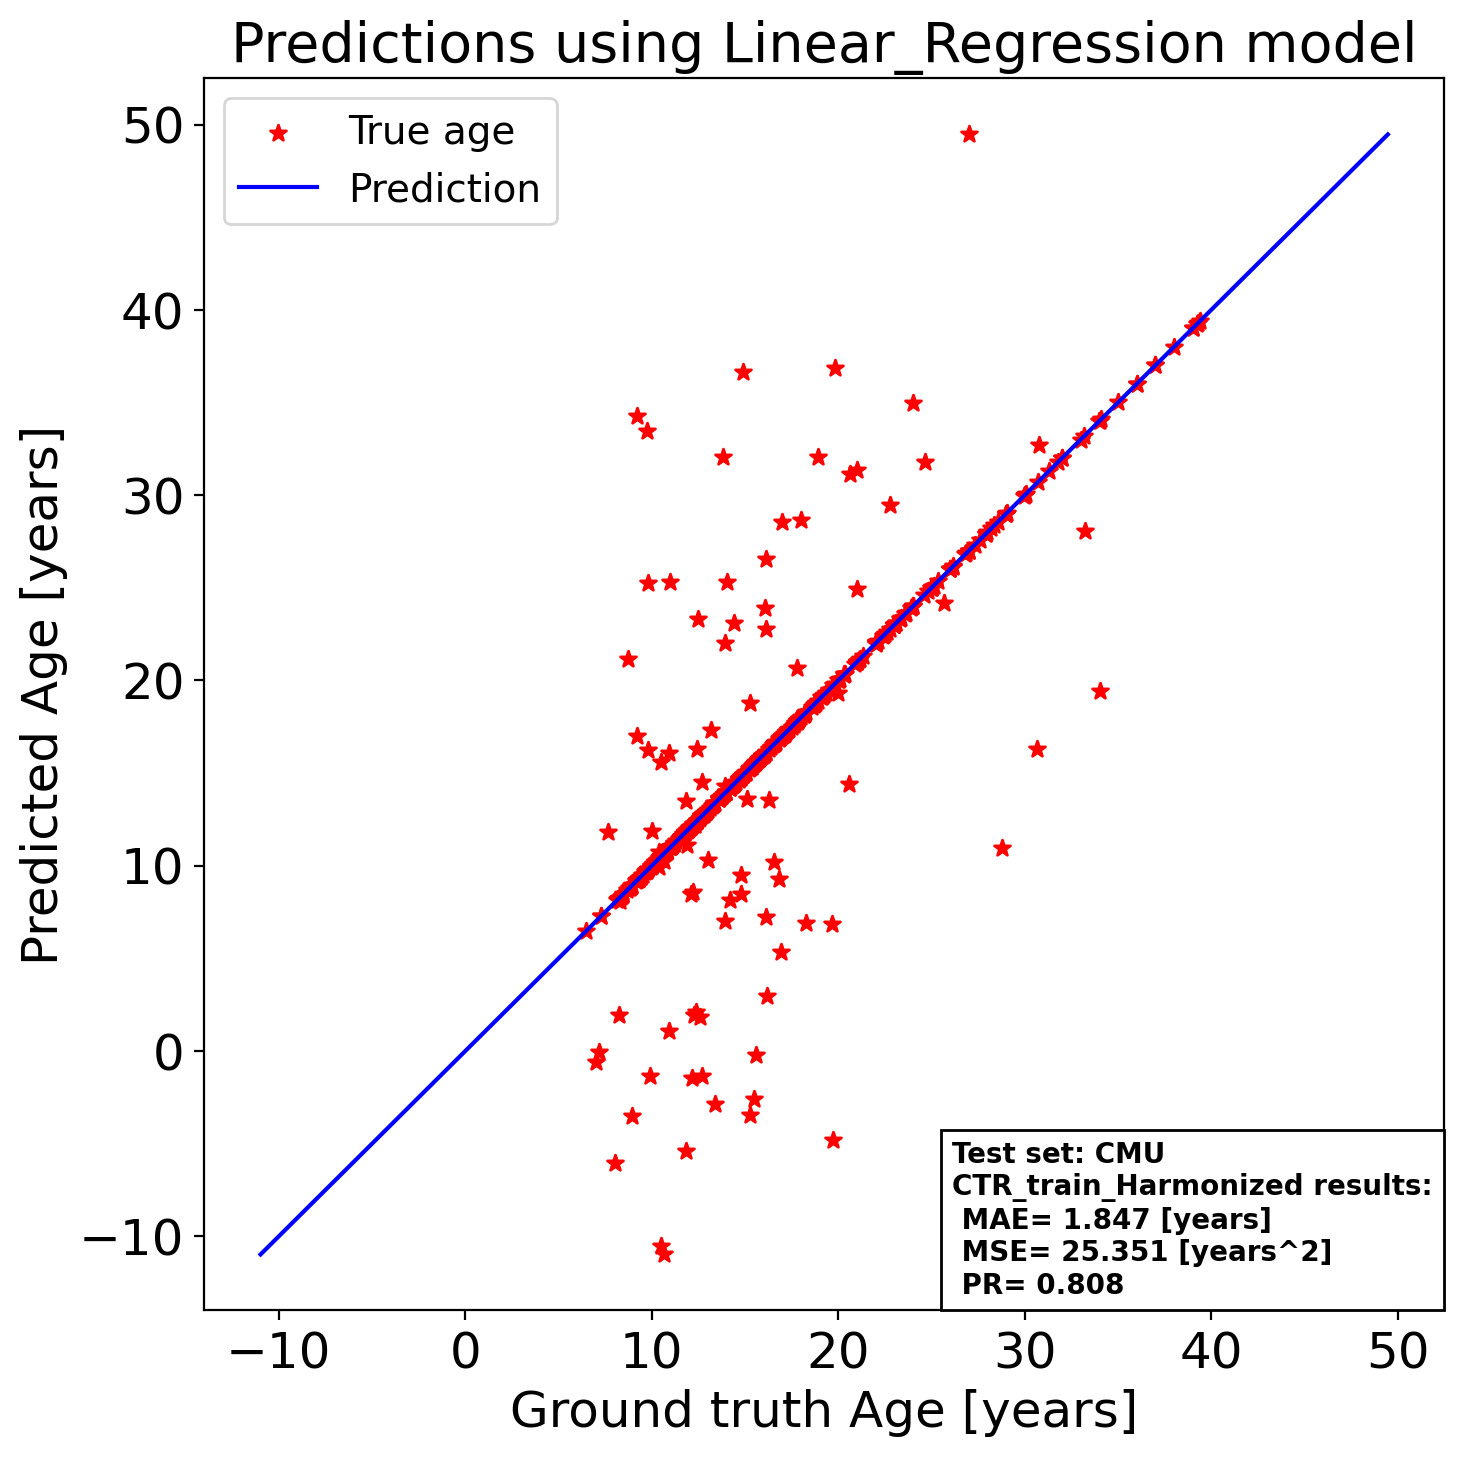 Predictions using Linear_Regression model
True age
Prediction
50
40
30
20
10
0
−10
Predicted Age [years]
−10 0 10 20 30 40 50
Ground truth Age [years]
Test set: CMU
CTR_train_Harmonized results:
MAE= 1.847 [years]
MSE= 25.351 [years^2]
PR= 0.808